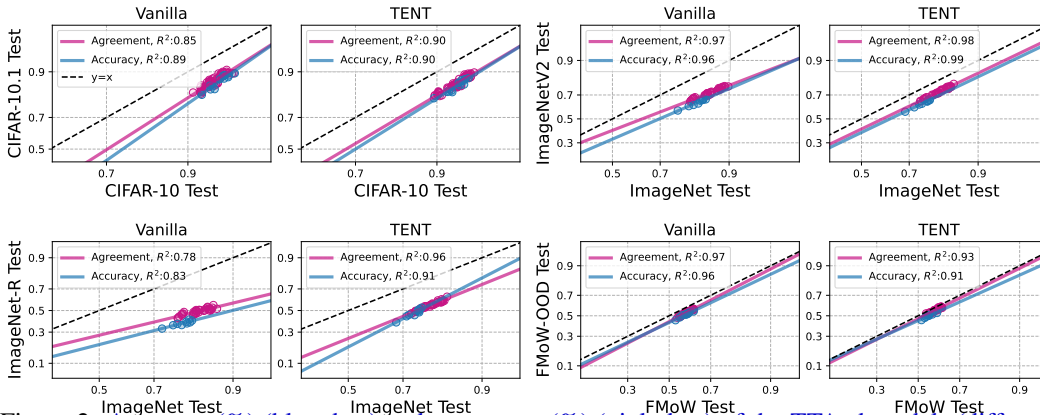 Vanilla
TENT
Vanilla
TENT
CIFAR-10.1 Test
0.9
0.7
0.5
Agreement, R²:0.85
Accuracy, R²:0.89
y=x
0.7
0.9
CIFAR-10 Test
0.9
0.7
0.5
Agreement, R²:0.90
Accuracy, R²:0.90
0.7
0.9
CIFAR-10 Test
ImageNetV2 Test
0.9
0.7
0.5
0.3
Agreement, R²:0.97
Accuracy, R²:0.96
0.5
0.7
0.9
ImageNet Test
0.9
0.7
0.5
0.3
Agreement, R²:0.98
Accuracy, R²:0.99
0.5
0.7
0.9
ImageNet Test
Vanilla
TENT
Vanilla
TENT
ImageNet-R Test
0.9
0.7
0.5
0.3
0.1
Agreement, R²:0.78
Accuracy, R²:0.83
0.5
0.7
0.9
ImageNet Test
0.9
0.7
0.5
0.3
0.1
Agreement, R²:0.96
Accuracy, R²:0.91
0.5
0.7
0.9
ImageNet Test
FMoW-OOD Test
0.9
0.7
0.5
0.3
0.1
Agreement, R²:0.97
Accuracy, R²:0.96
0.3
0.5
0.7
0.9
FMoW Test
0.9
0.7
0.5
0.3
0.1
Agreement, R²:0.93
Accuracy, R²:0.91
0.3
0.5
0.7
0.9
FMoW Test